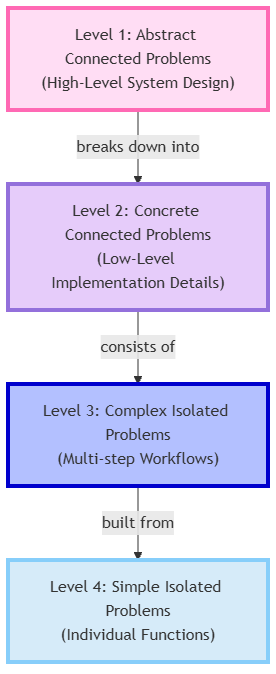 Level 1: Abstract
Connected Problems
(High-Level System Design)
breaks down into
Level 2: Concrete
Connected Problems
(Low-Level
Implementation Details)
consists of
Level 3: Complex Isolated
Problems
(Multi-step Workflows)
built from
Level 4: Simple Isolated
Problems
(Individual Functions)